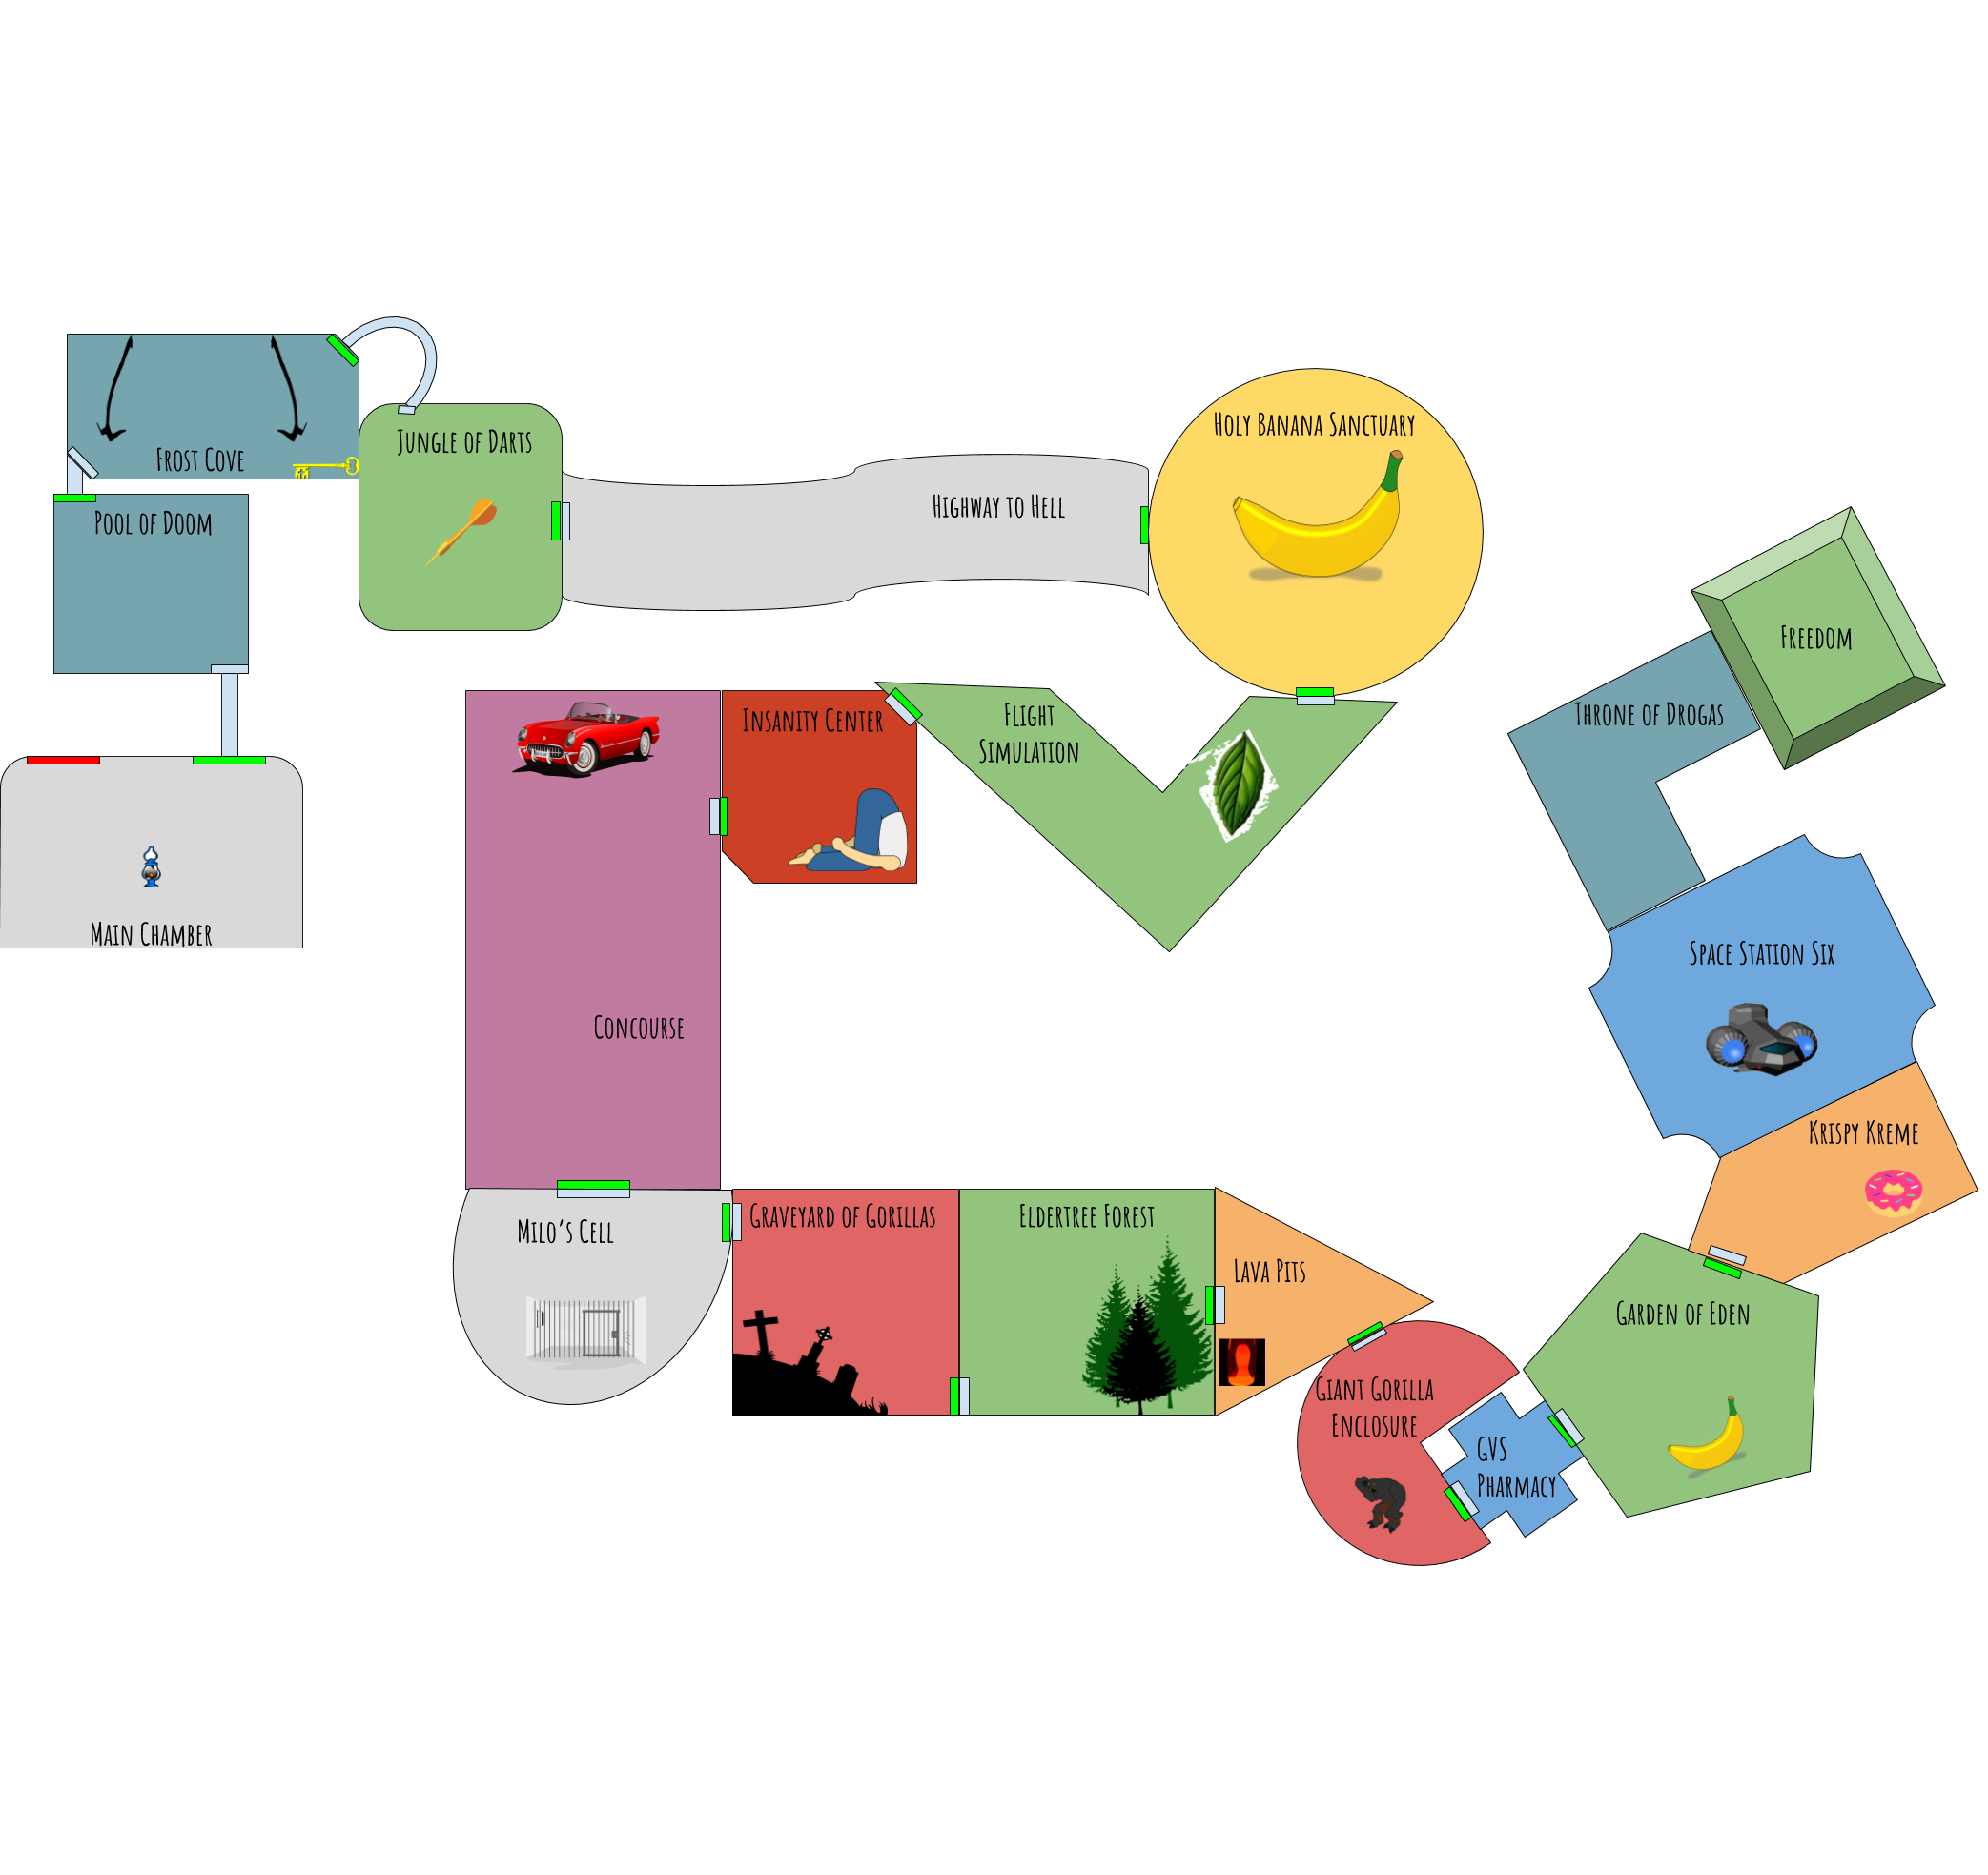 Frost Cove
Pool of Doom
Main Chamber
Jungle of Darts
Highway to Hell
Holy Banana Sanctuary
Flight
Simulation
Insanity Center
Concourse
Milo's Cell
Graveyard of Gorillas
Eldertree Forest
Lava Pits
Giant Gorilla
Enclosure
GVS
Pharmacy
Garden of Eden
Krispy Kreme
Space Station Six
Throne of Drogas
Freedom